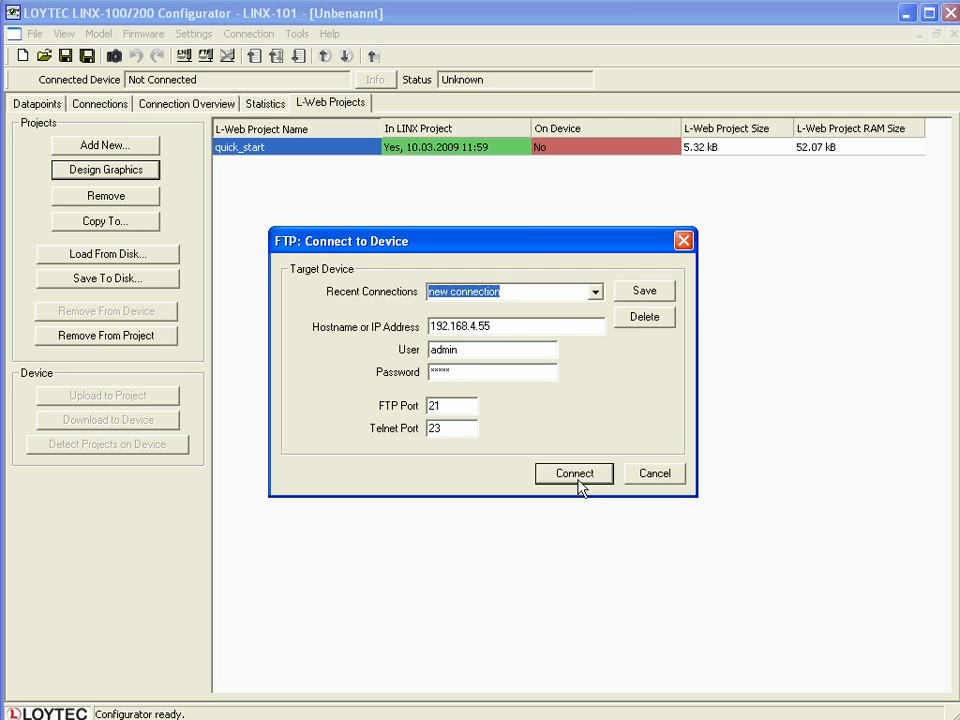 LOYTEC LINX-100/200 Configurator - LINX-101 - [Unbenannt]
File View Model Firmware Settings Connection Tools Help
Connected Device Not Connected Info Status Unknown
Datapoints Connections Connection Overview Statistics L-Web Projects
Projects
Add New...
Design Graphics
Remove
Copy To...
Load From Disk...
Save To Disk...
Remove From Device
Remove From Project
Device
Upload to Project
Download to Device
Detect Projects on Device
L-Web Project Name In LINX Project On Device L-Web Project Size L-Web Project RAM Size
quick_start Yes, 10.03.2009 11:59 No 5.32 kB 52.07 kB
FTP: Connect to Device
Target Device
Recent Connections new connection Save
Delete
Hostname or IP Address 192.168.4.55
User admin
Password *****
FTP Port 21
Telnet Port 23
Connect Cancel
LOYTEC Configurator ready.